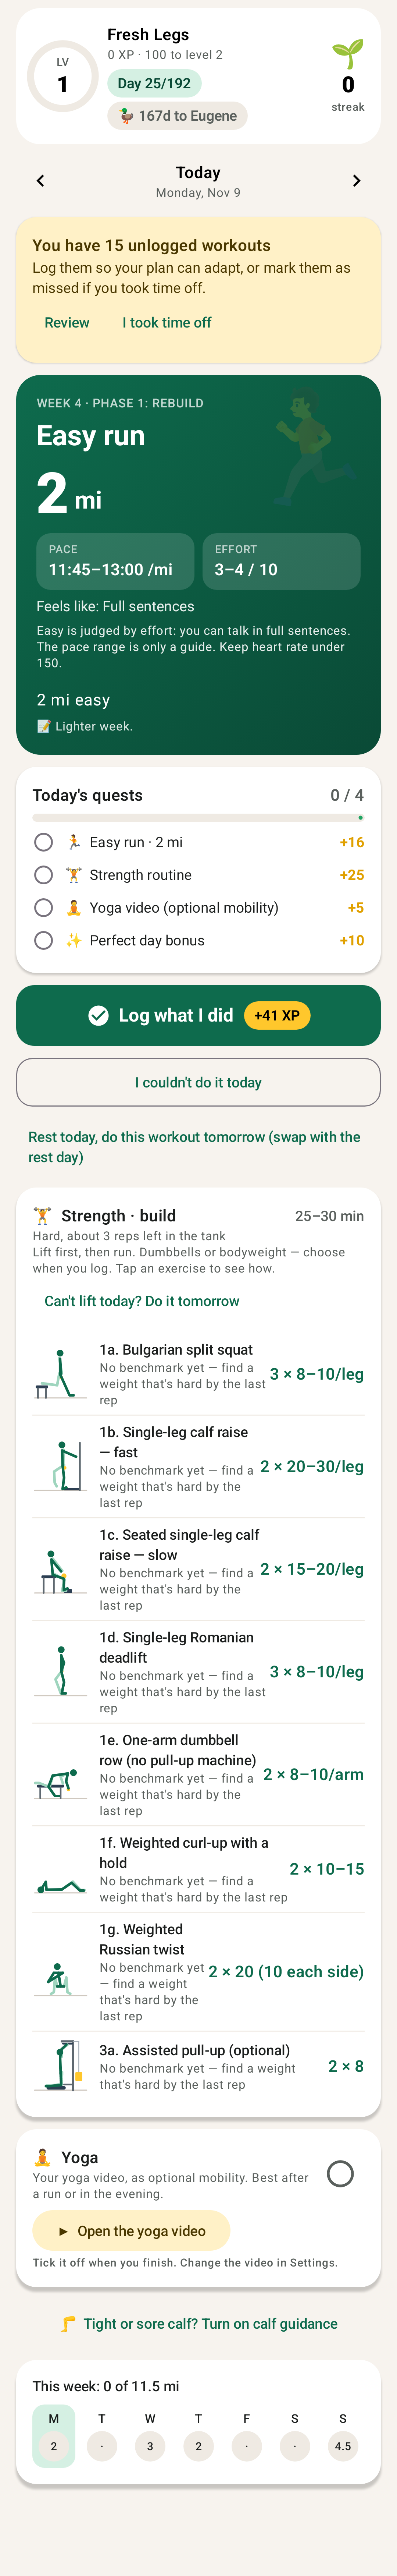 Fresh Legs
LV
1
0 XP · 100 to level 2
Day 25/192
🦆 167d to Eugene
🌱
0
streak
Today
Monday, Nov 9
You have 15 unlogged workouts
Log them so your plan can adapt, or mark them as
missed if you took time off.
Review I took time off
WEEK 4 · PHASE 1: REBUILD
Easy run
2 mi
PACE
11:45–13:00 /mi
EFFORT
3–4 / 10
Feels like: Full sentences
Easy is judged by effort: you can talk in full sentences.
The pace range is only a guide. Keep heart rate under
150.
2 mi easy
📝 Lighter week.
Today's quests 0 / 4
🏃 Easy run · 2 mi +16
🏋️ Strength routine +25
🧘 Yoga video (optional mobility) +5
✨ Perfect day bonus +10
Log what I did +41 XP
I couldn't do it today
Rest today, do this workout tomorrow (swap with the
rest day)
🏋️ Strength · build 25–30 min
Hard, about 3 reps left in the tank
Lift first, then run. Dumbbells or bodyweight — choose
when you log. Tap an exercise to see how.
Can't lift today? Do it tomorrow
1a. Bulgarian split squat
No benchmark yet — find a
weight that's hard by the last
rep
3 × 8–10/leg
1b. Single-leg calf raise
— fast
No benchmark yet — find a
weight that's hard by the
last rep
2 × 20–30/leg
1c. Seated single-leg calf
raise — slow
No benchmark yet — find a
weight that's hard by the
last rep
2 × 15–20/leg
1d. Single-leg Romanian
deadlift
No benchmark yet — find a
weight that's hard by the last
rep
3 × 8–10/leg
1e. One-arm dumbbell
row (no pull-up machine)
No benchmark yet — find a
weight that's hard by the
last rep
2 × 8–10/arm
1f. Weighted curl-up with a
hold
No benchmark yet — find a
weight that's hard by the last rep
2 × 10–15
1g. Weighted
Russian twist
No benchmark yet
— find a weight
that's hard by the
last rep
2 × 20 (10 each side)
3a. Assisted pull-up (optional)
No benchmark yet — find a weight
that's hard by the last rep
2 × 8
🧘 Yoga
Your yoga video, as optional mobility. Best after
a run or in the evening.
► Open the yoga video
Tick it off when you finish. Change the video in Settings.
🦵 Tight or sore calf? Turn on calf guidance
This week: 0 of 11.5 mi
M T W T F S S
2 · 3 2 · · 4.5